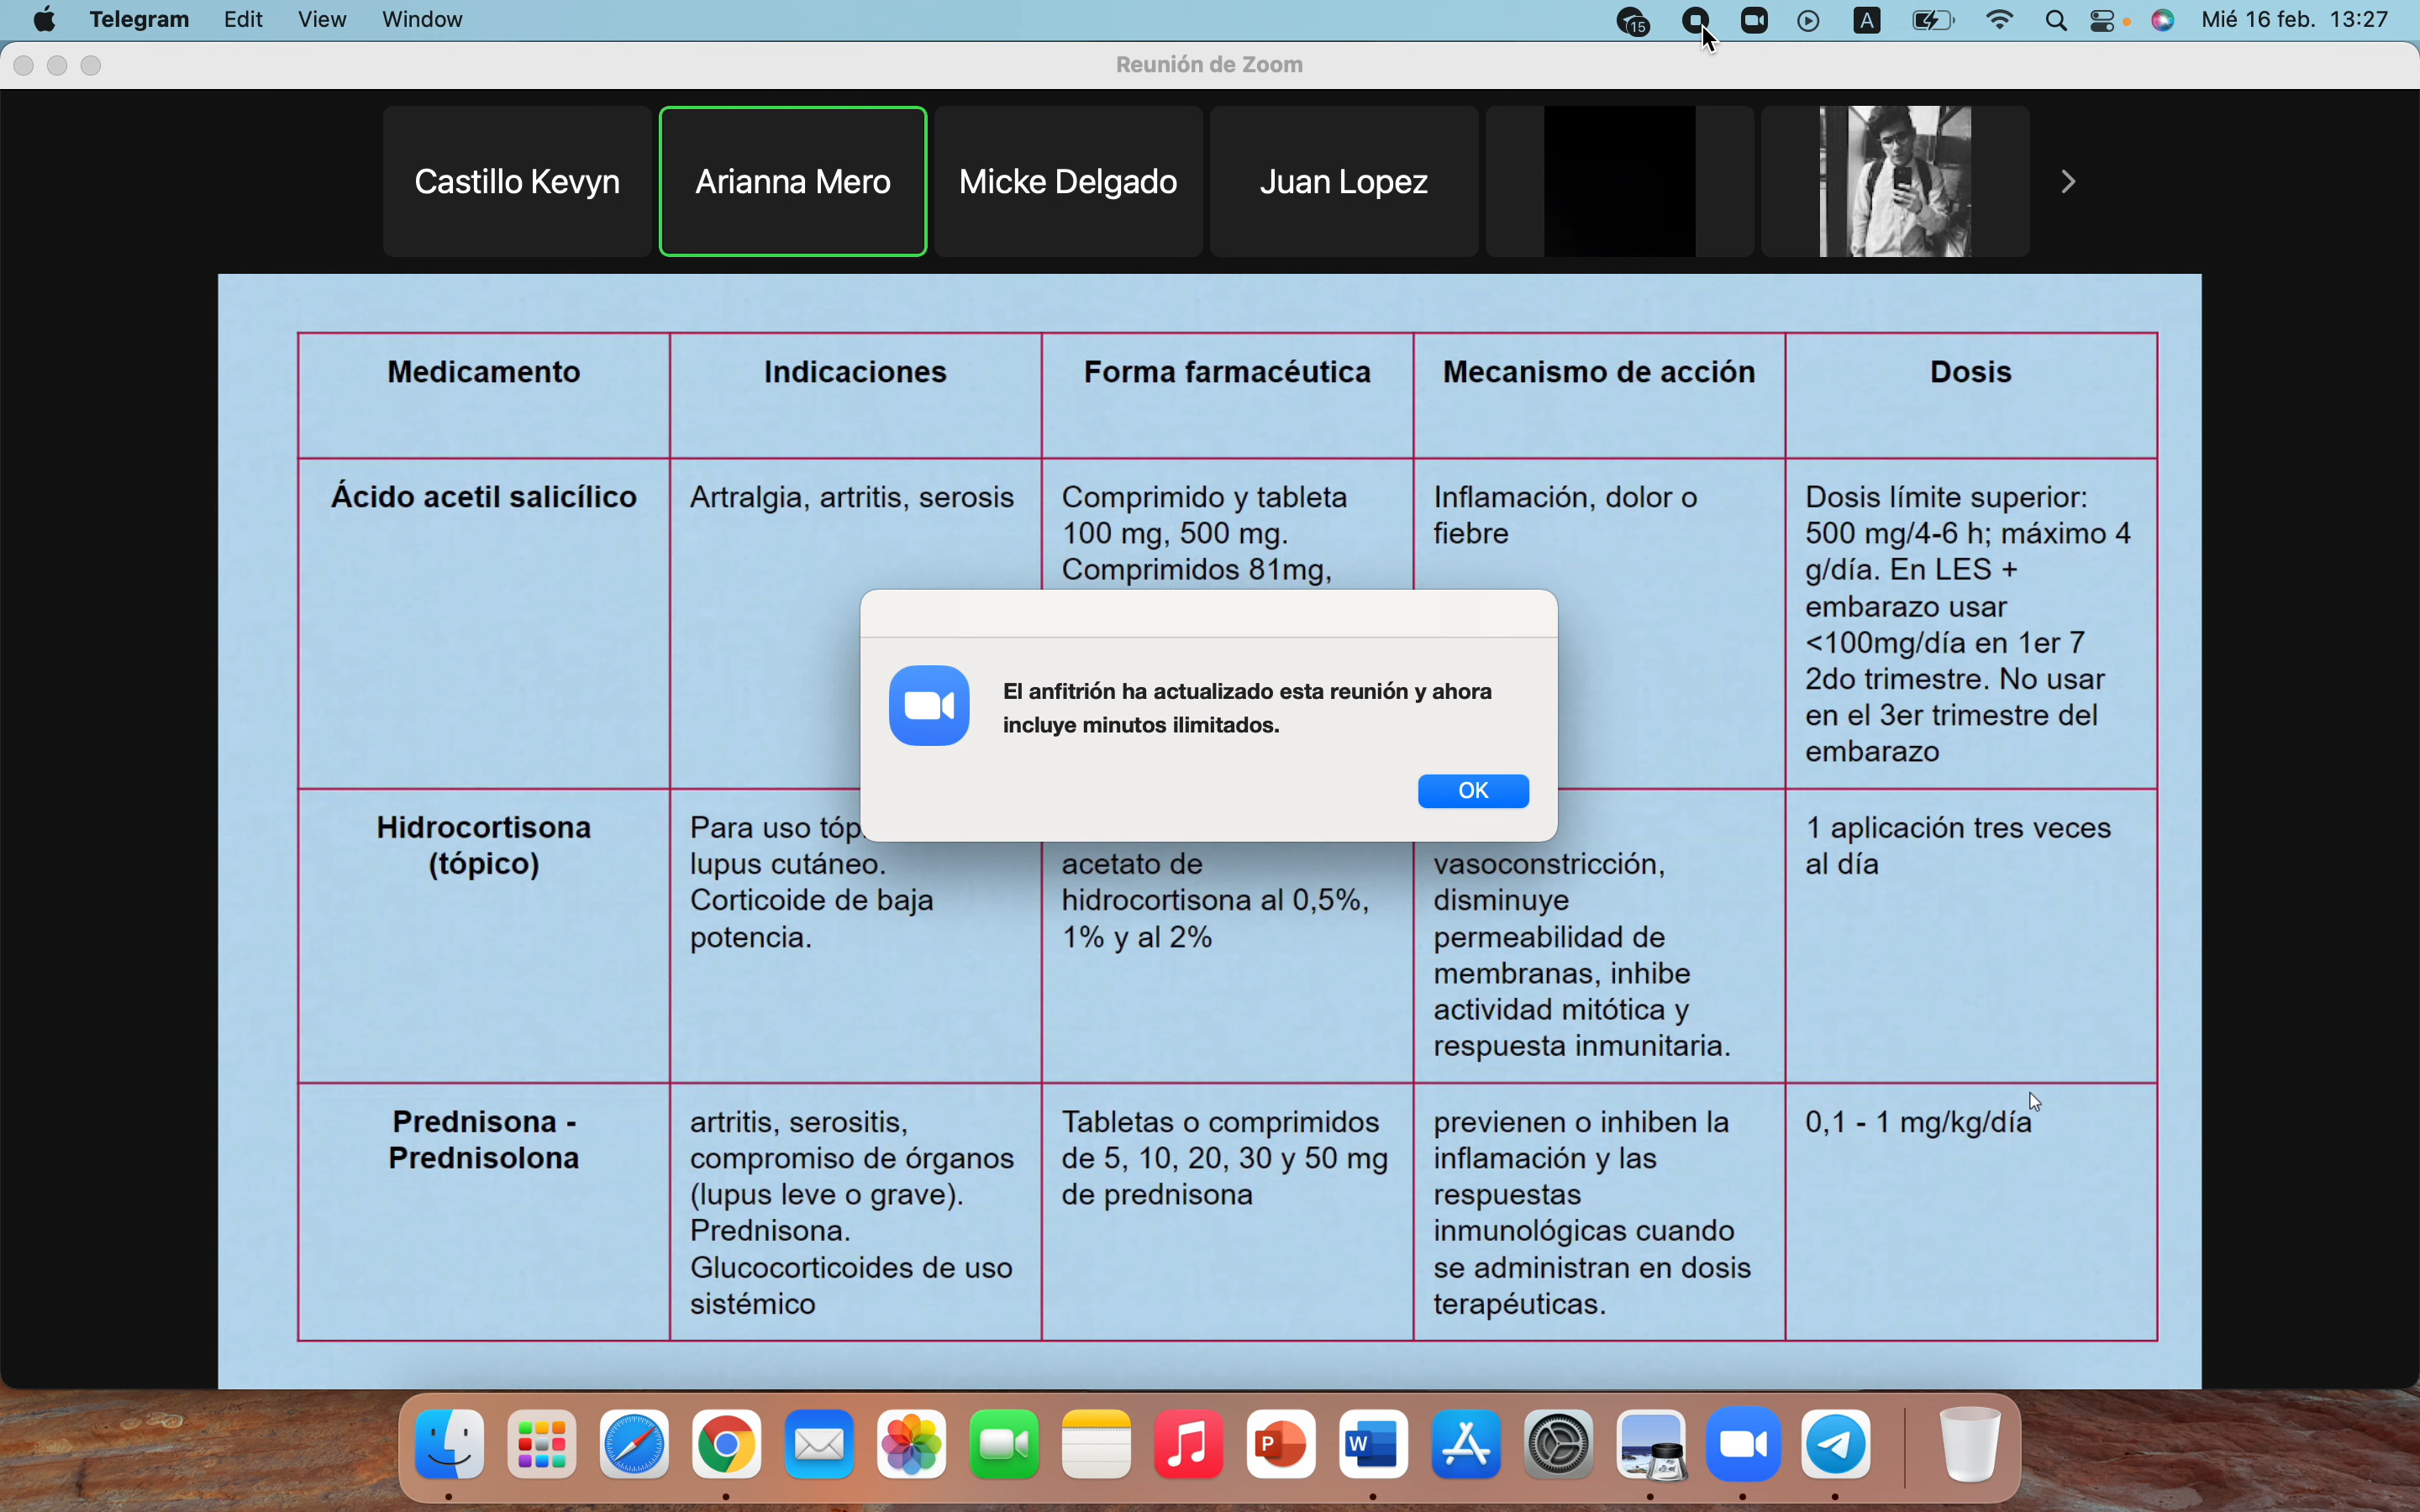 Telegram Edit View Window
15
A
Mié 16 feb. 13:27
Reunión de Zoom
Castillo Kevyn
Arianna Mero
Micke Delgado
Juan Lopez
Medicamento
Indicaciones
Forma farmacéutica
Mecanismo de acción
Dosis
Ácido acetil salicílico
Artralgia, artritis, serosis
Comprimido y tableta
100 mg, 500 mg.
Comprimidos 81mg,
Inflamación, dolor o
fiebre
Dosis límite superior:
500 mg/4-6 h; máximo 4
g/día. En LES +
embarazo usar
<100mg/día en 1er 7
2do trimestre. No usar
en el 3er trimestre del
embarazo
El anfitrión ha actualizado esta reunión y ahora
incluye minutos ilimitados.
OK
Hidrocortisona
(tópico)
Para uso
lupus cutáneo.
Corticoide de baja
potencia.
acetato de
hidrocortisona al 0,5%,
1% y al 2%
vasoconstricción,
disminuye
permeabilidad de
membranas, inhibe
actividad mitótica y
respuesta inmunitaria.
1 aplicación tres veces
al día
Prednisona -
Prednisolona
artritis, serositis,
compromiso de órganos
(lupus leve o grave).
Prednisona.
Glucocorticoides de uso
sistémico
Tabletas o comprimidos
de 5, 10, 20, 30 y 50 mg
de prednisona
previenen o inhiben la
inflamación y las
respuestas
inmunológicas cuando
se administran en dosis
terapéuticas.
0,1 - 1 mg/kg/día
P
W